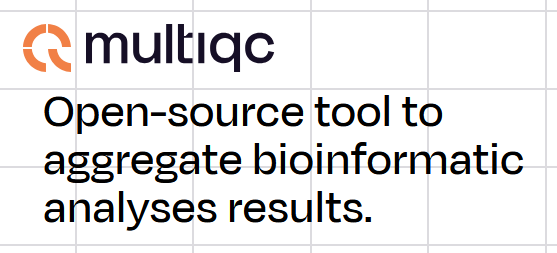 multiqc
Open-source tool to
aggregate bioinformatic
analyses results.